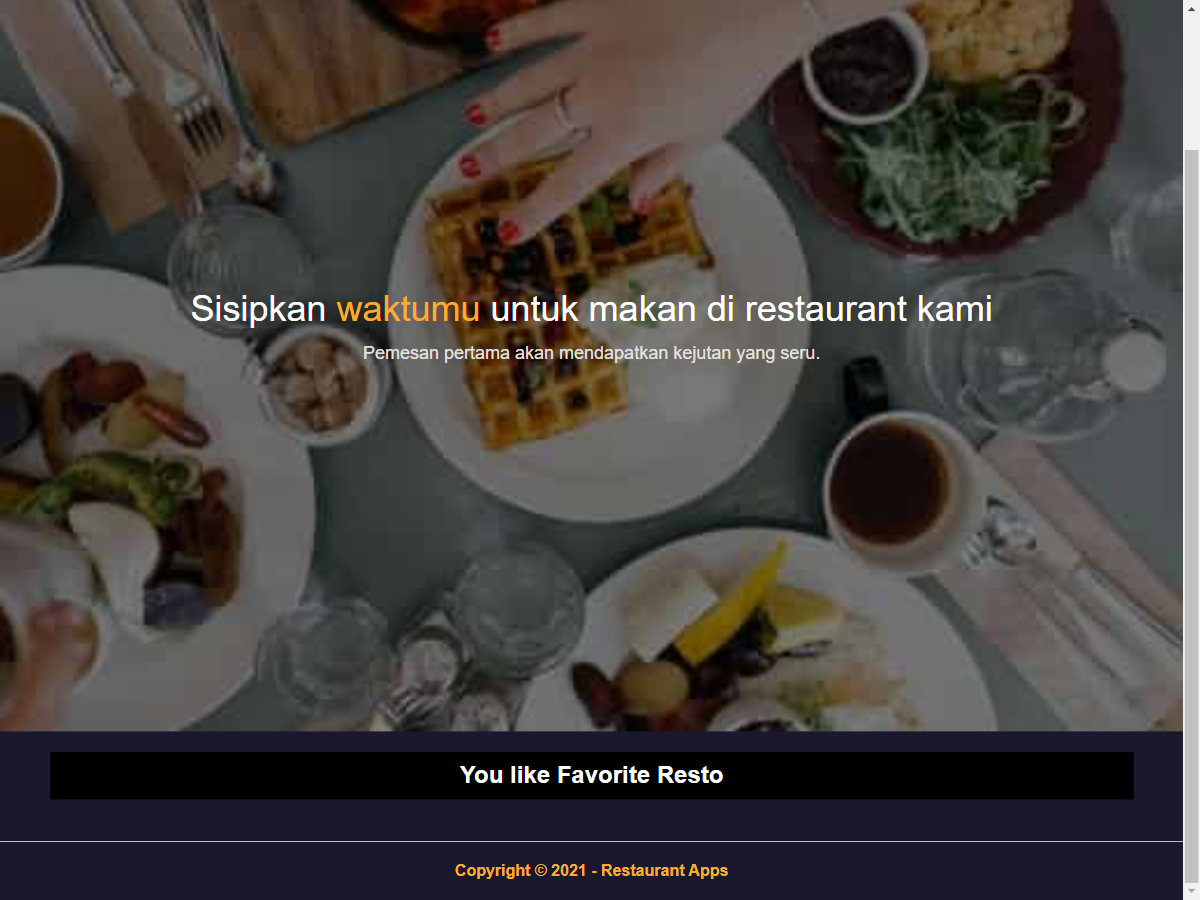 Sisipkan waktumu untuk makan di restaurant kami
Pemesan pertama akan mendapatkan kejutan yang seru.
You like Favorite Resto
Copyright © 2021 - Restaurant Apps